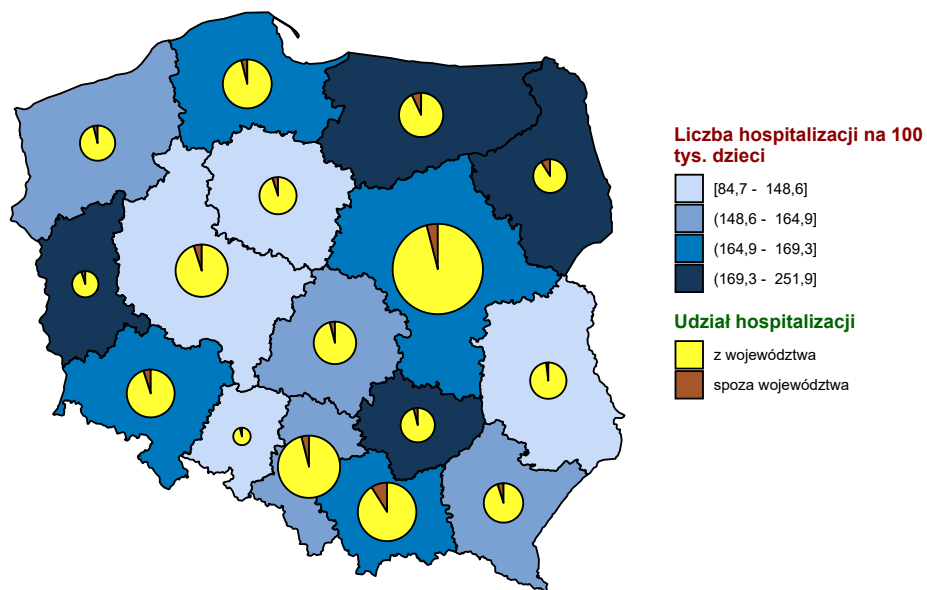 Liczba hospitalizacji na 100
tys. dzieci
[84,7 - 148,6]
(148,6 - 164,9]
(164,9 - 169,3]
(169,3 - 251,9]
Udział hospitalizacji
z województwa
spoza województwa